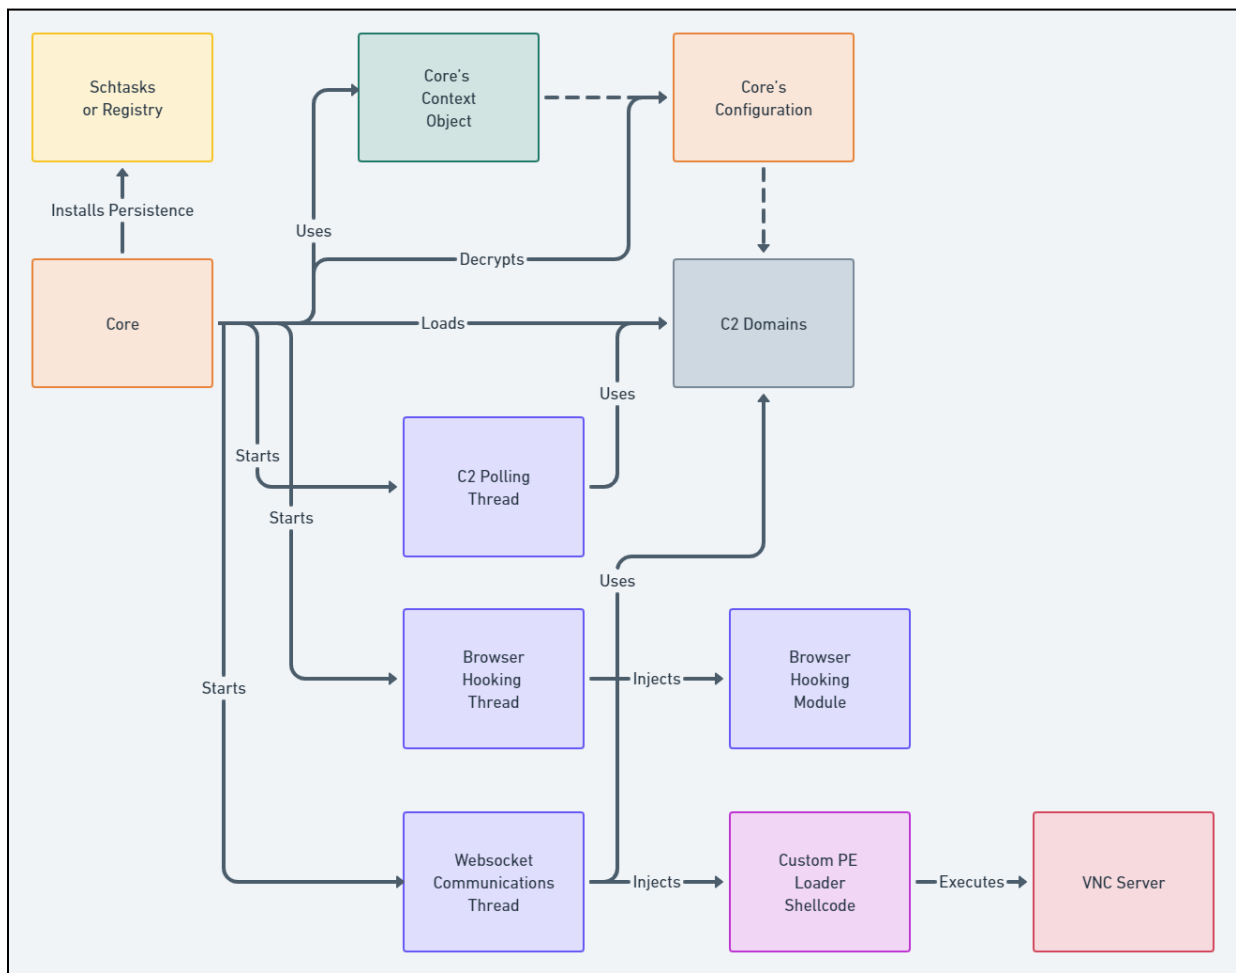 Schtasks
or Registry
Core's
Context
Object
Core's
Configuration
Installs Persistence
Uses
Decrypts
Core
Loads
C2 Domains
Uses
Starts
C2 Polling
Thread
Starts
Uses
Browser
Hooking
Thread
Injects
Browser
Hooking
Module
Starts
Websocket
Communications
Thread
Injects
Custom PE
Loader
Shellcode
Executes
VNC Server